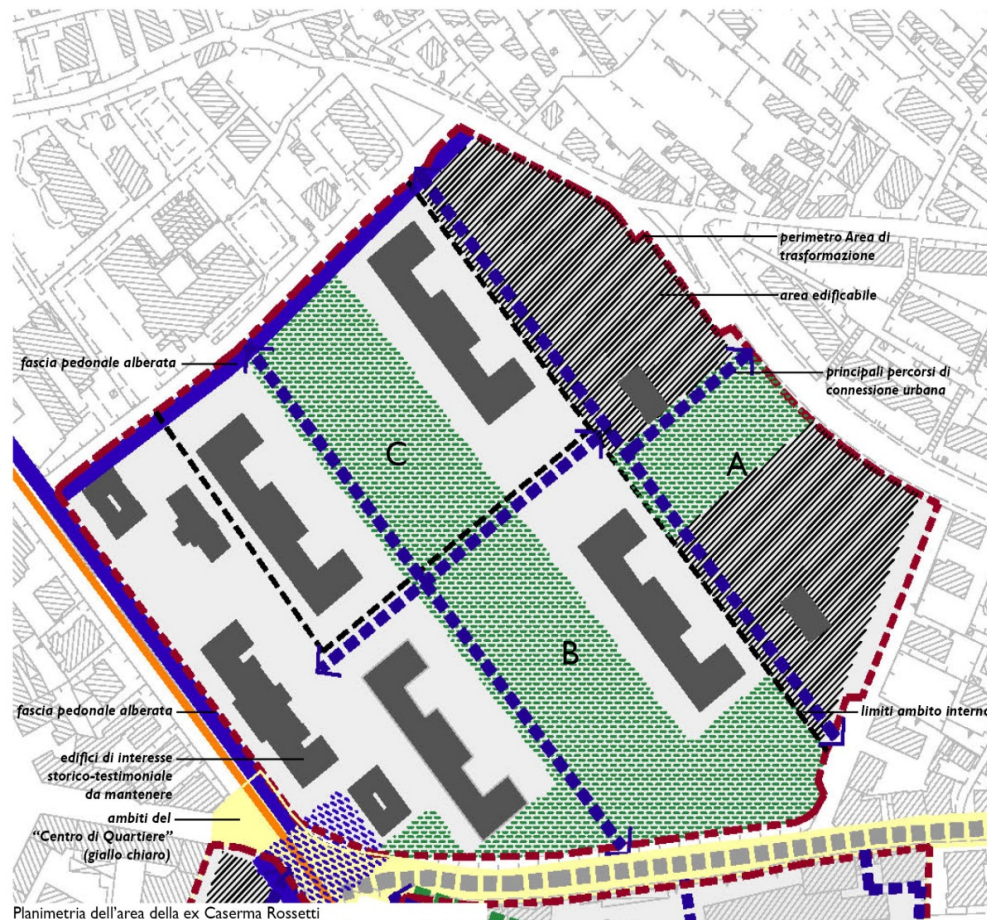 perimetro Area di
trasformazione
area edificabile
fascia pedonale alberata
principali percorsi di
connessione urbana
C
A
B
fascia pedonale alberata
limiti ambito interno
edifici di interesse
storico-testimoniale
da mantenere
ambiti del
“Centro di Quartiere”
(giallo chiaro)
Planimetria dell'area della ex Caserma Rossetti